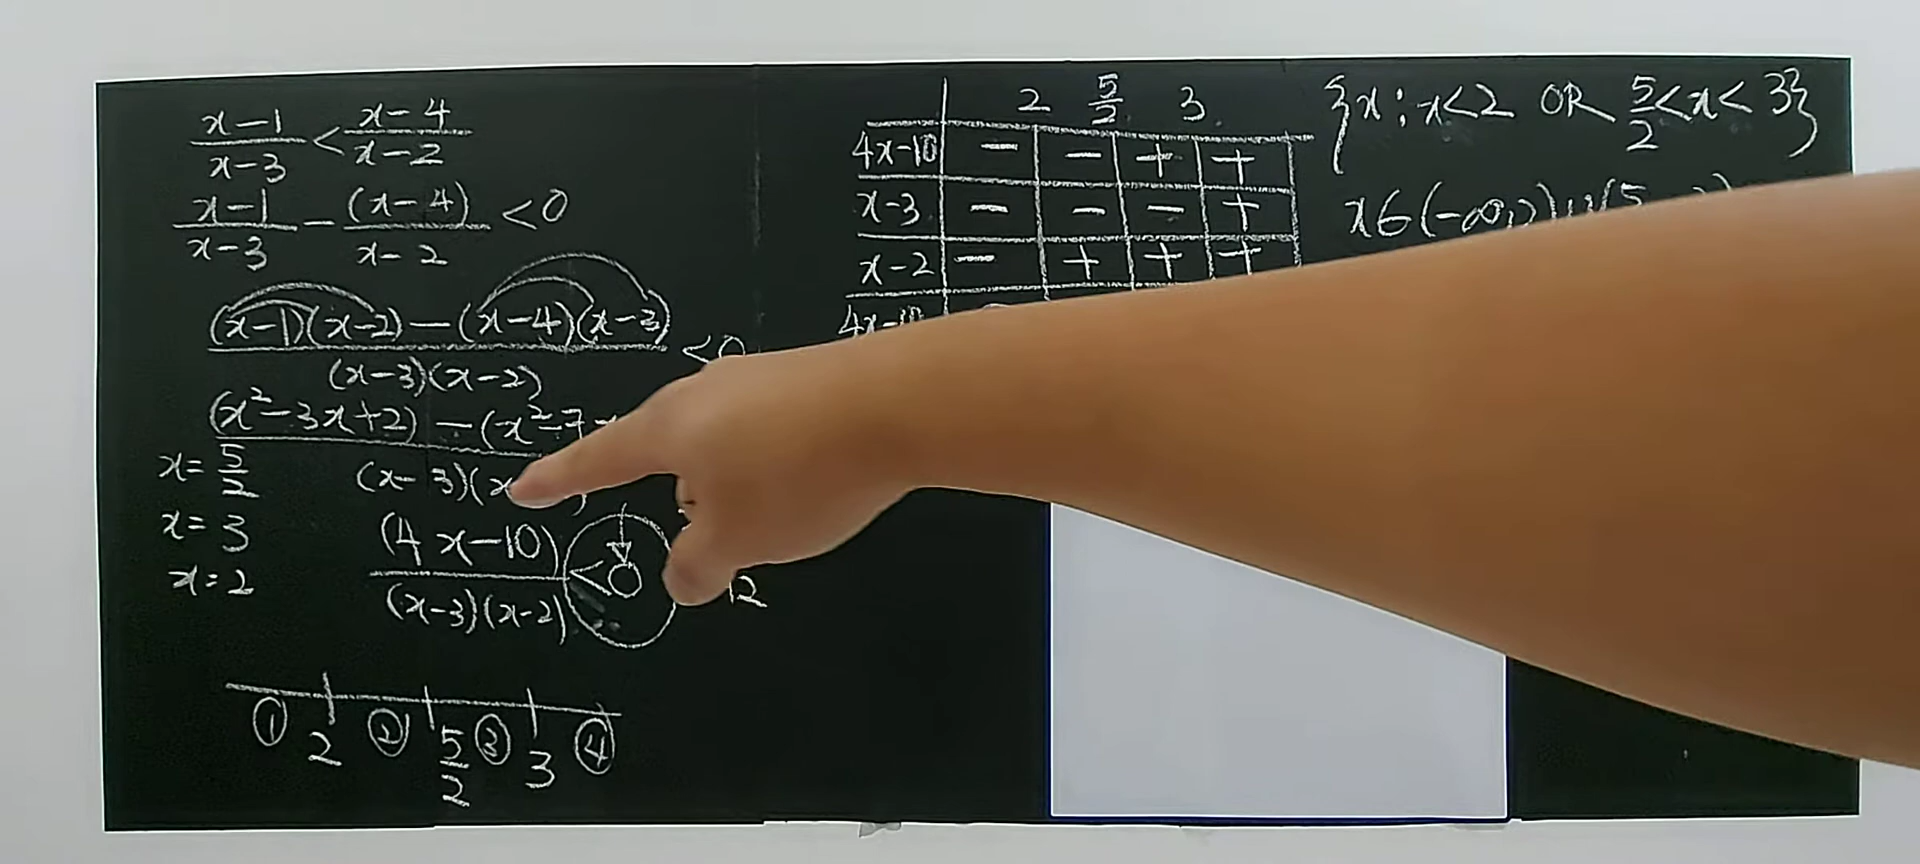 x-1/x-3 < x-4/x-2
x-1/x-3 - (x-4)/x-2 < 0
(x-1)(x-2) - (x-4)(x-3)/(x-3)(x-2) < 0
(x²-3x+2) - (x²-7
(x-3)(x
x = 5/2
x = 3
x = 2
(4x-10)/(x-3)(x-2) < 0
12
① 2 ② 5/2 ③ 3 ④
2 5/2 3
4x-10 - - + +
x-3 - - - +
x-2 - + + +
{x : x<2 OR 5/2 < x < 3}
x∈(-∞,2)∪(5